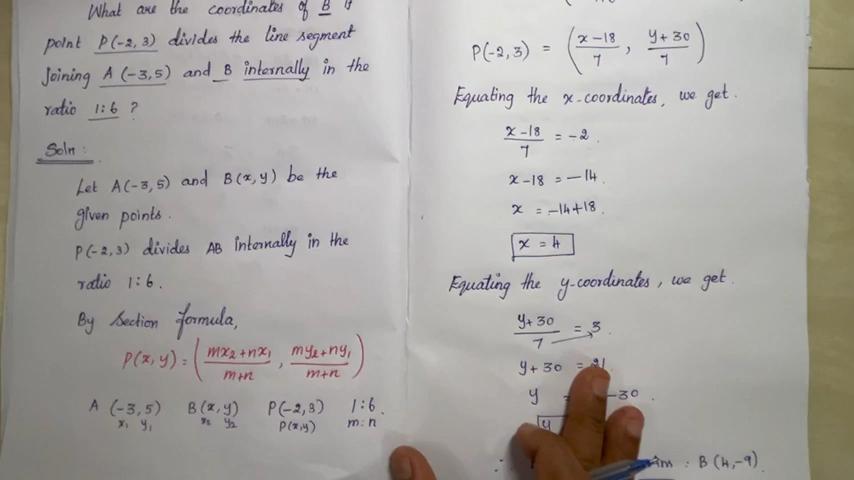 What are the coordinates of B if
point P(-2, 3) divides the line segment
joining A (-3, 5) and B internally in the
ratio 1:6 ?
Soln :
Let A(-3, 5) and B(x, y) be the
given points.
P(-2, 3) divides AB internally in the
ratio 1:6.
By Section formula,
P(x, y) = ( mx₂+nx₁ / m+n , my₂+ny₁ / m+n )
A (-3, 5) B(x, y) P(-2, 3) 1:6.
x₁ y₁ x₂ y₂ P(x, y) m:n
P(-2, 3) = ( x-18 / 7 , y+30 / 7 )
Equating the x-coordinates, we get.
x-18 / 7 = -2.
x-18 = -14
x = -14+18.
x = 4
Equating the y-coordinates, we get.
y+30 / 7 = 3.
y+30 = 21
y -30.
y
: B (4, -9).